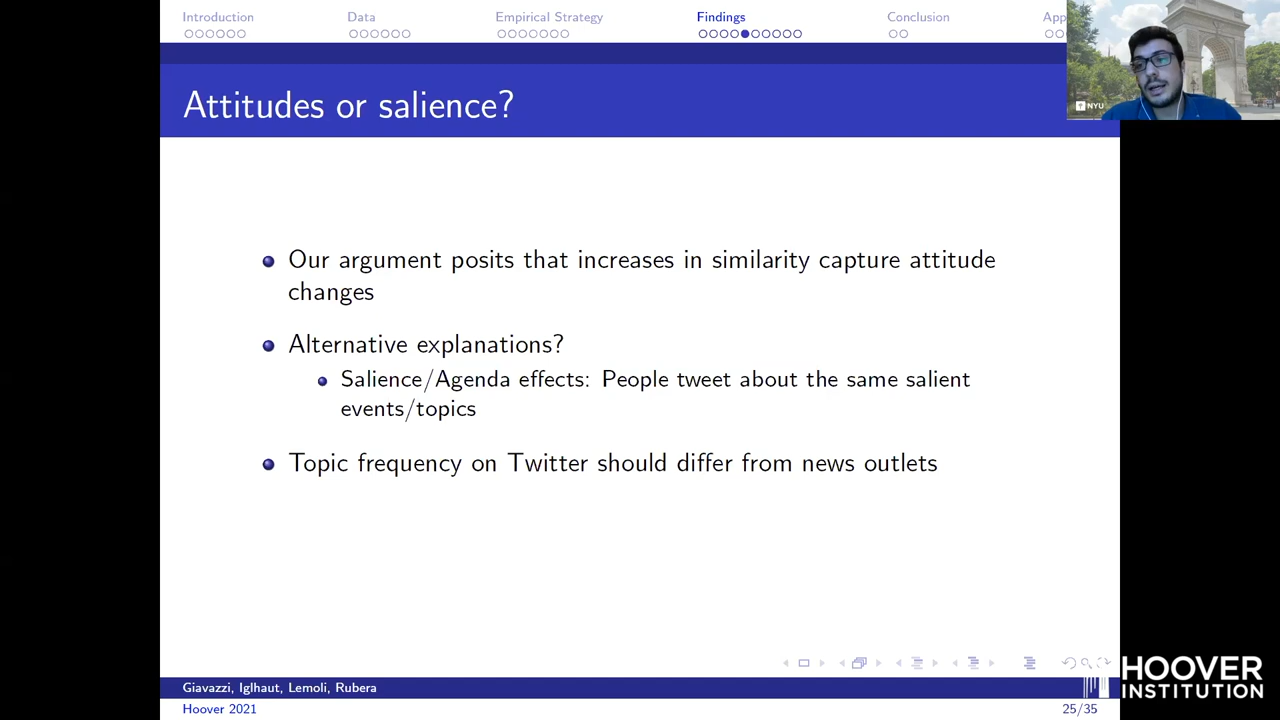 Introduction
Data
Empirical Strategy
Findings
Conclusion
App
NYU
Attitudes or salience?
Our argument posits that increases in similarity capture attitude
changes
Alternative explanations?
Salience/Agenda effects: People tweet about the same salient
events/topics
Topic frequency on Twitter should differ from news outlets
Giavazzi, Iglhaut, Lemoli, Rubera
Hoover 2021
25/35
HOOVER
INSTITUTION